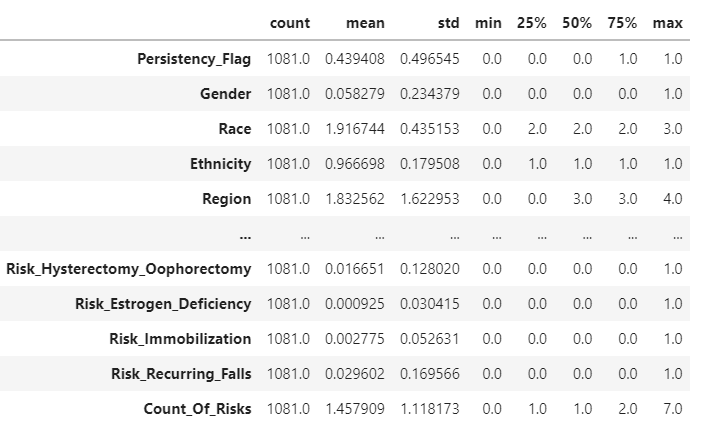 count mean std min 25% 50% 75% max
Persistency_Flag 1081.0 0.439408 0.496545 0.0 0.0 0.0 1.0 1.0
Gender 1081.0 0.058279 0.234379 0.0 0.0 0.0 0.0 1.0
Race 1081.0 1.916744 0.435153 0.0 2.0 2.0 2.0 3.0
Ethnicity 1081.0 0.966698 0.179508 0.0 1.0 1.0 1.0 1.0
Region 1081.0 1.832562 1.622953 0.0 0.0 3.0 3.0 4.0
... ... ... ... ... ... ... ... ...
Risk_Hysterectomy_Oophorectomy 1081.0 0.016651 0.128020 0.0 0.0 0.0 0.0 1.0
Risk_Estrogen_Deficiency 1081.0 0.000925 0.030415 0.0 0.0 0.0 0.0 1.0
Risk_Immobilization 1081.0 0.002775 0.052631 0.0 0.0 0.0 0.0 1.0
Risk_Recurring_Falls 1081.0 0.029602 0.169566 0.0 0.0 0.0 0.0 1.0
Count_Of_Risks 1081.0 1.457909 1.118173 0.0 1.0 1.0 2.0 7.0